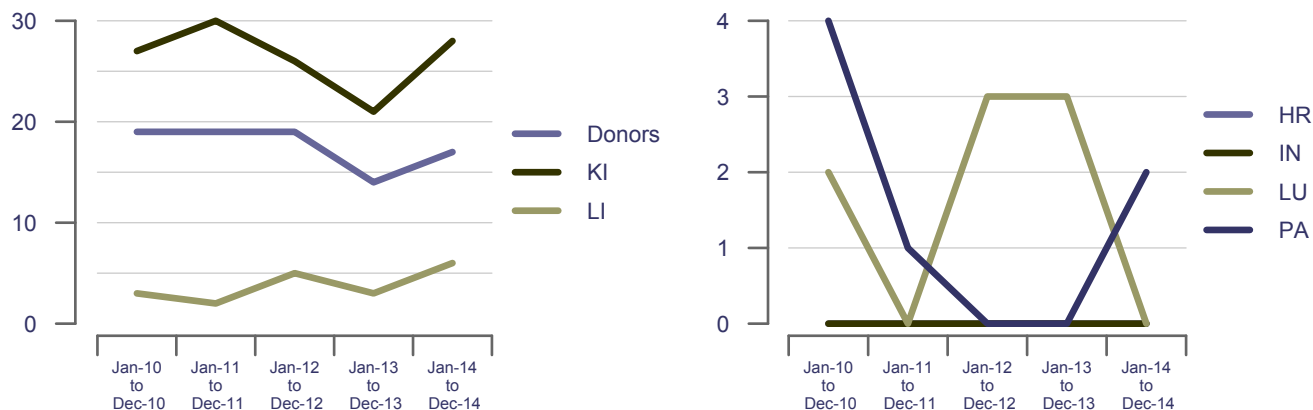 30
20
10
0
Jan-10 to Dec-10
Jan-11 to Dec-11
Jan-12 to Dec-12
Jan-13 to Dec-13
Jan-14 to Dec-14
Donors
KI
LI
4
3
2
1
0
Jan-10 to Dec-10
Jan-11 to Dec-11
Jan-12 to Dec-12
Jan-13 to Dec-13
Jan-14 to Dec-14
HR
IN
LU
PA